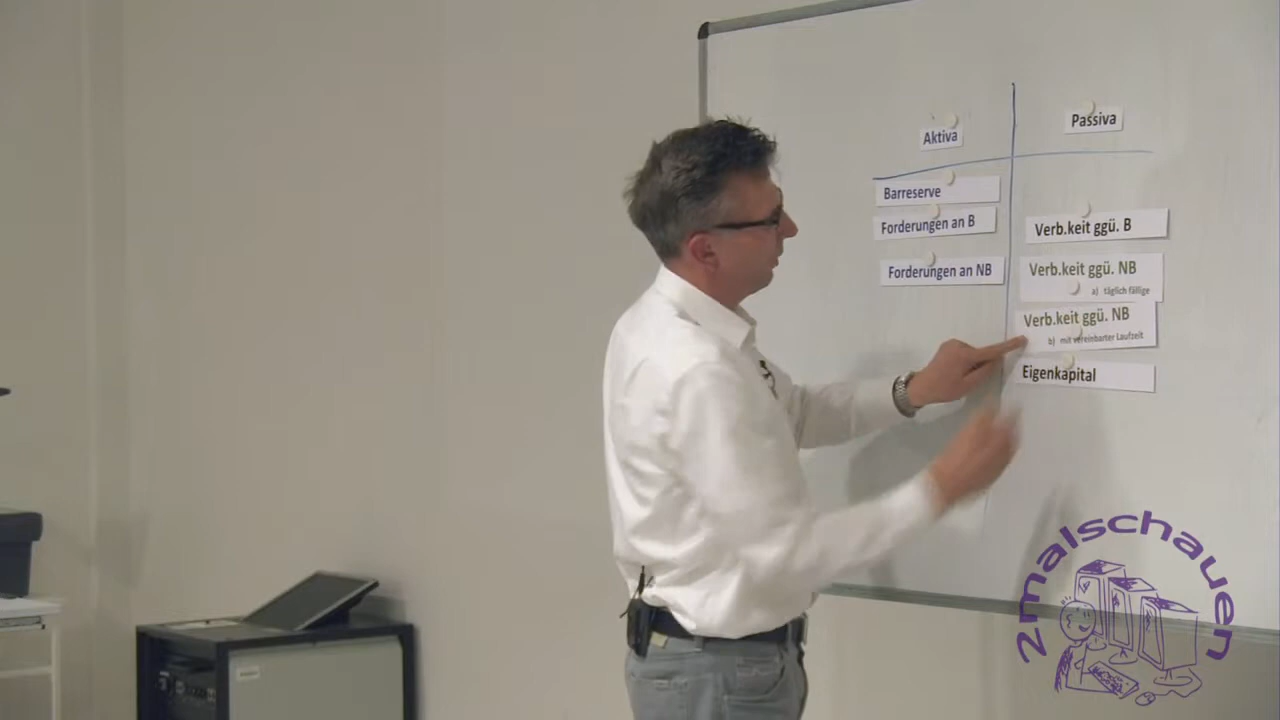 Aktiva
Passiva
Barreserve
Forderungen an B
Forderungen an NB
Verb.keit ggü. B
Verb.keit ggü. NB
a) täglich fällige
Verb.keit ggü. NB
b) mit vereinbarter Laufzeit
Eigenkapital
2malschauen